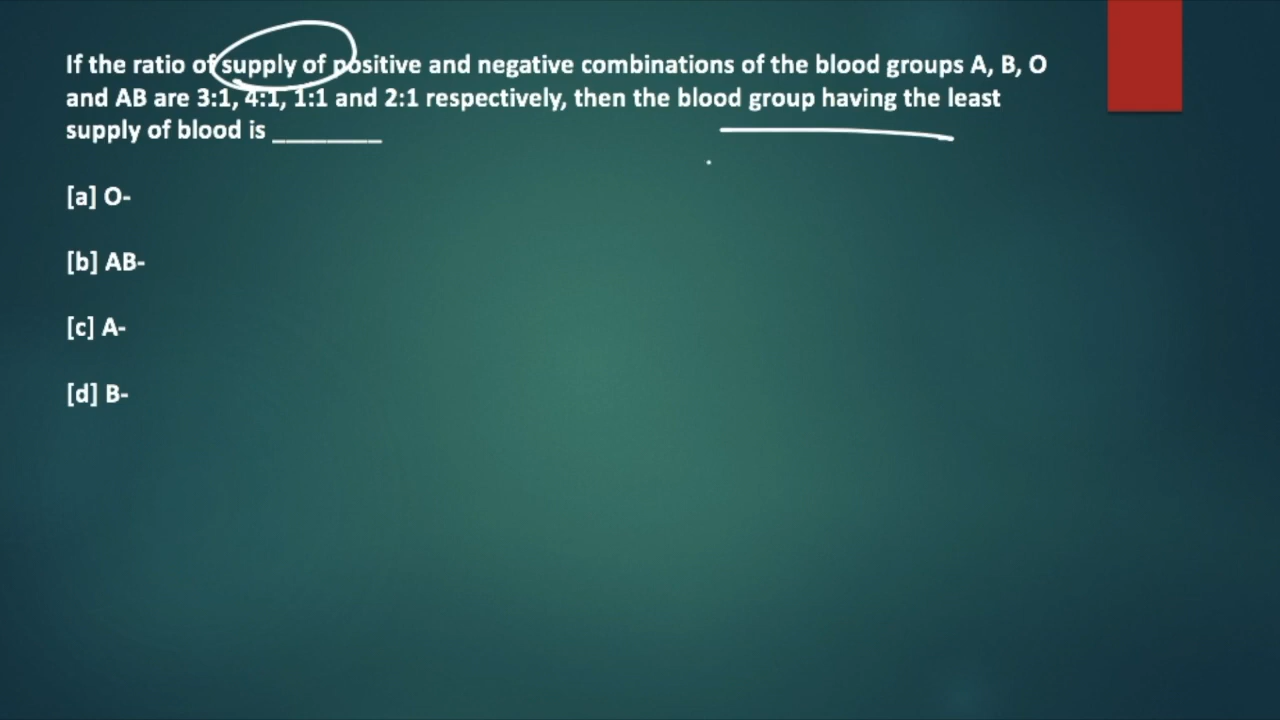 If the ratio of supply of positive and negative combinations of the blood groups A, B, O
and AB are 3:1, 4:1, 1:1 and 2:1 respectively, then the blood group having the least
supply of blood is ________
[a] O-
[b] AB-
[c] A-
[d] B-